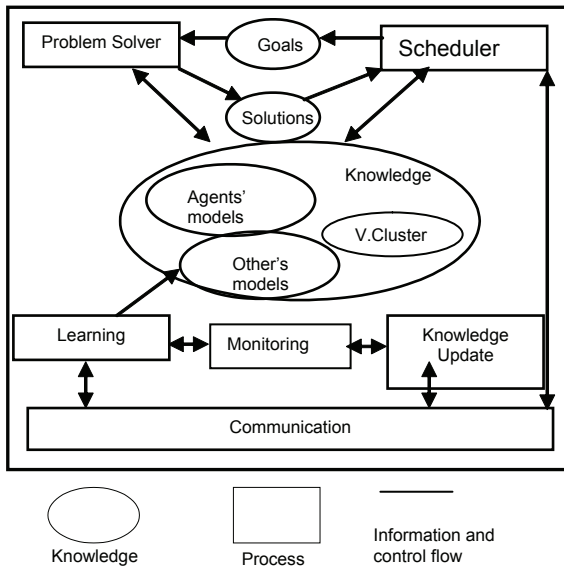 Problem Solver
Goals
Scheduler
Solutions
Knowledge
Agents'
models
V.Cluster
Other's
models
Learning
Monitoring
Knowledge
Update
Communication
Knowledge
Process
Information and
control flow